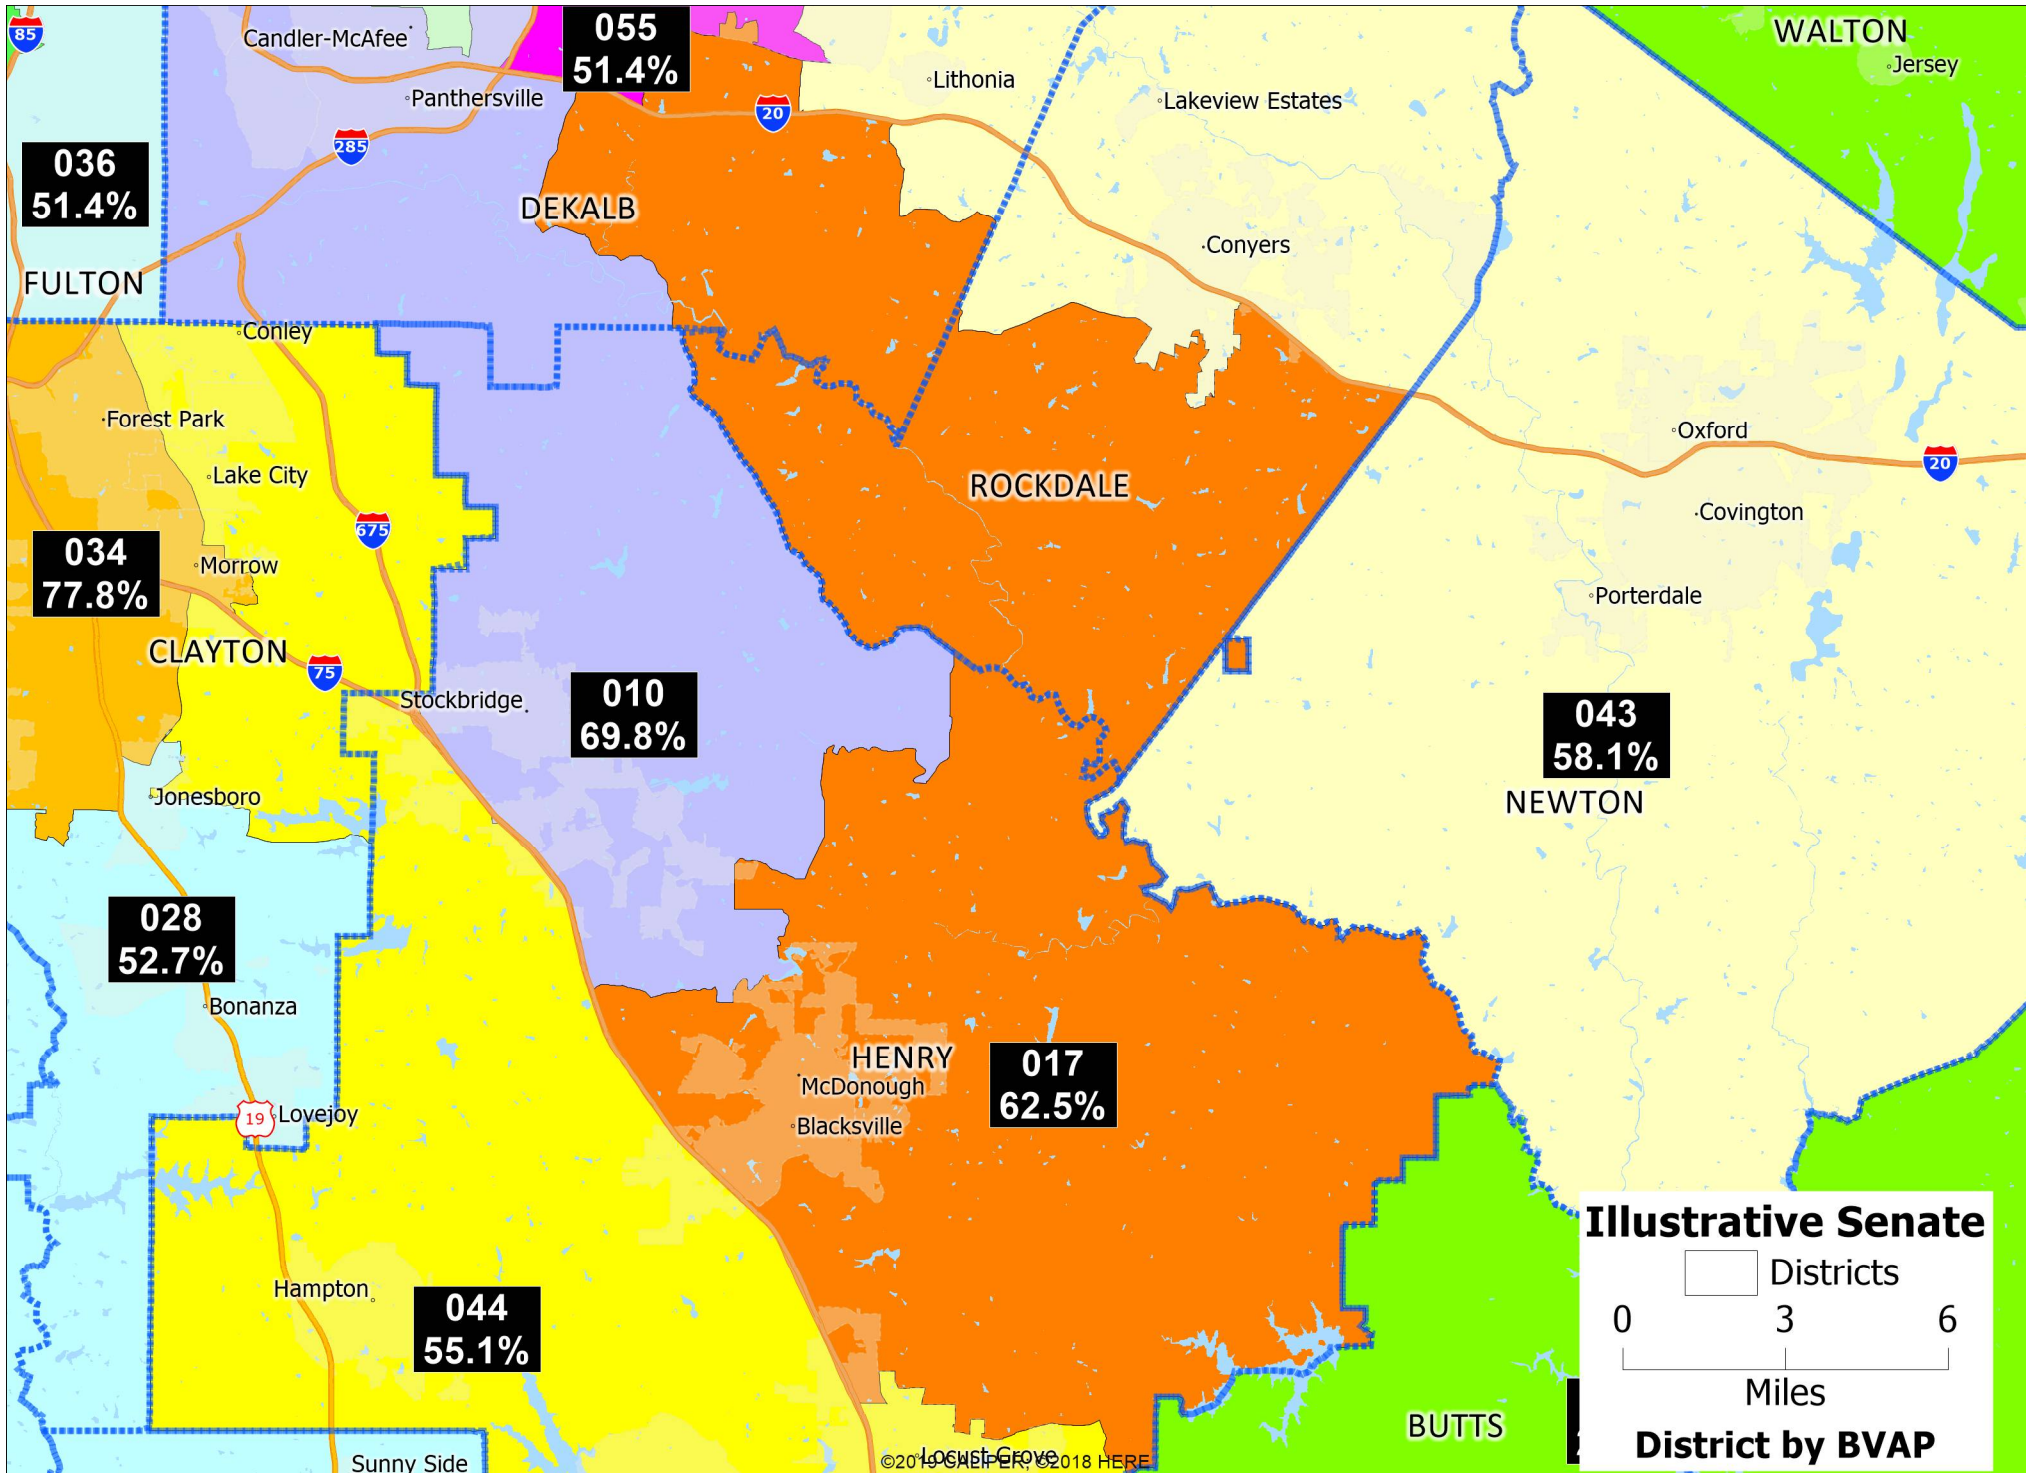 85
Candler-McAfee
055
51.4%
WALTON
Jersey
Lithonia
Panthersville
Lakeview Estates
20
285
036
51.4%
DEKALB
Conyers
FULTON
Conley
Forest Park
Oxford
20
Lake City
ROCKDALE
Covington
675
034
77.8%
Morrow
Porterdale
CLAYTON
75
Stockbridge
010
69.8%
043
58.1%
NEWTON
Jonesboro
028
52.7%
Bonanza
HENRY
017
62.5%
McDonough
Blacksville
19
Lovejoy
Hampton
044
55.1%
Illustrative Senate
Districts
0 3 6
Miles
District by BVAP
BUTTS
Sunny Side
Locust Grove
©2019 CALIPER; ©2018 HERE